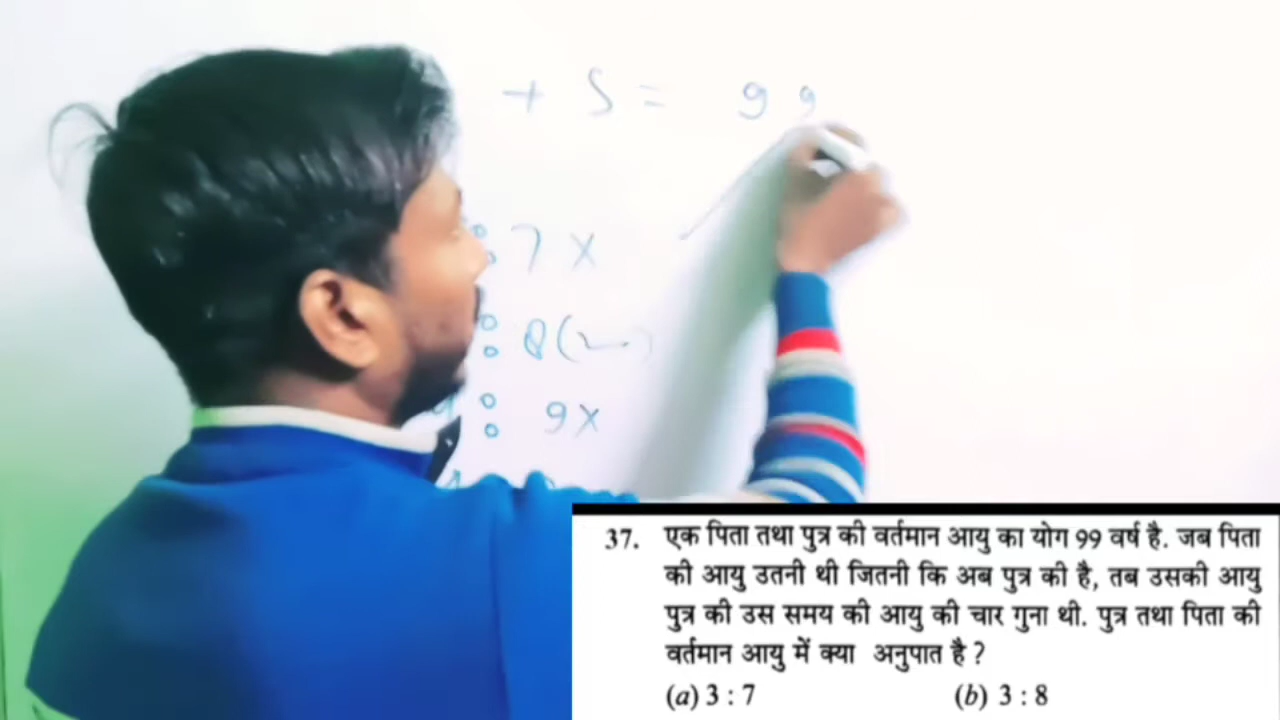 + S = 99
: 7x
: 8(
: 9x
37. एक पिता तथा पुत्र की वर्तमान आयु का योग 99 वर्ष है. जब पिता
की आयु उतनी थी जितनी कि अब पुत्र की है, तब उसकी आयु
पुत्र की उस समय की आयु की चार गुना थी. पुत्र तथा पिता की
वर्तमान आयु में क्या अनुपात है ?
(a) 3 : 7 (b) 3 : 8